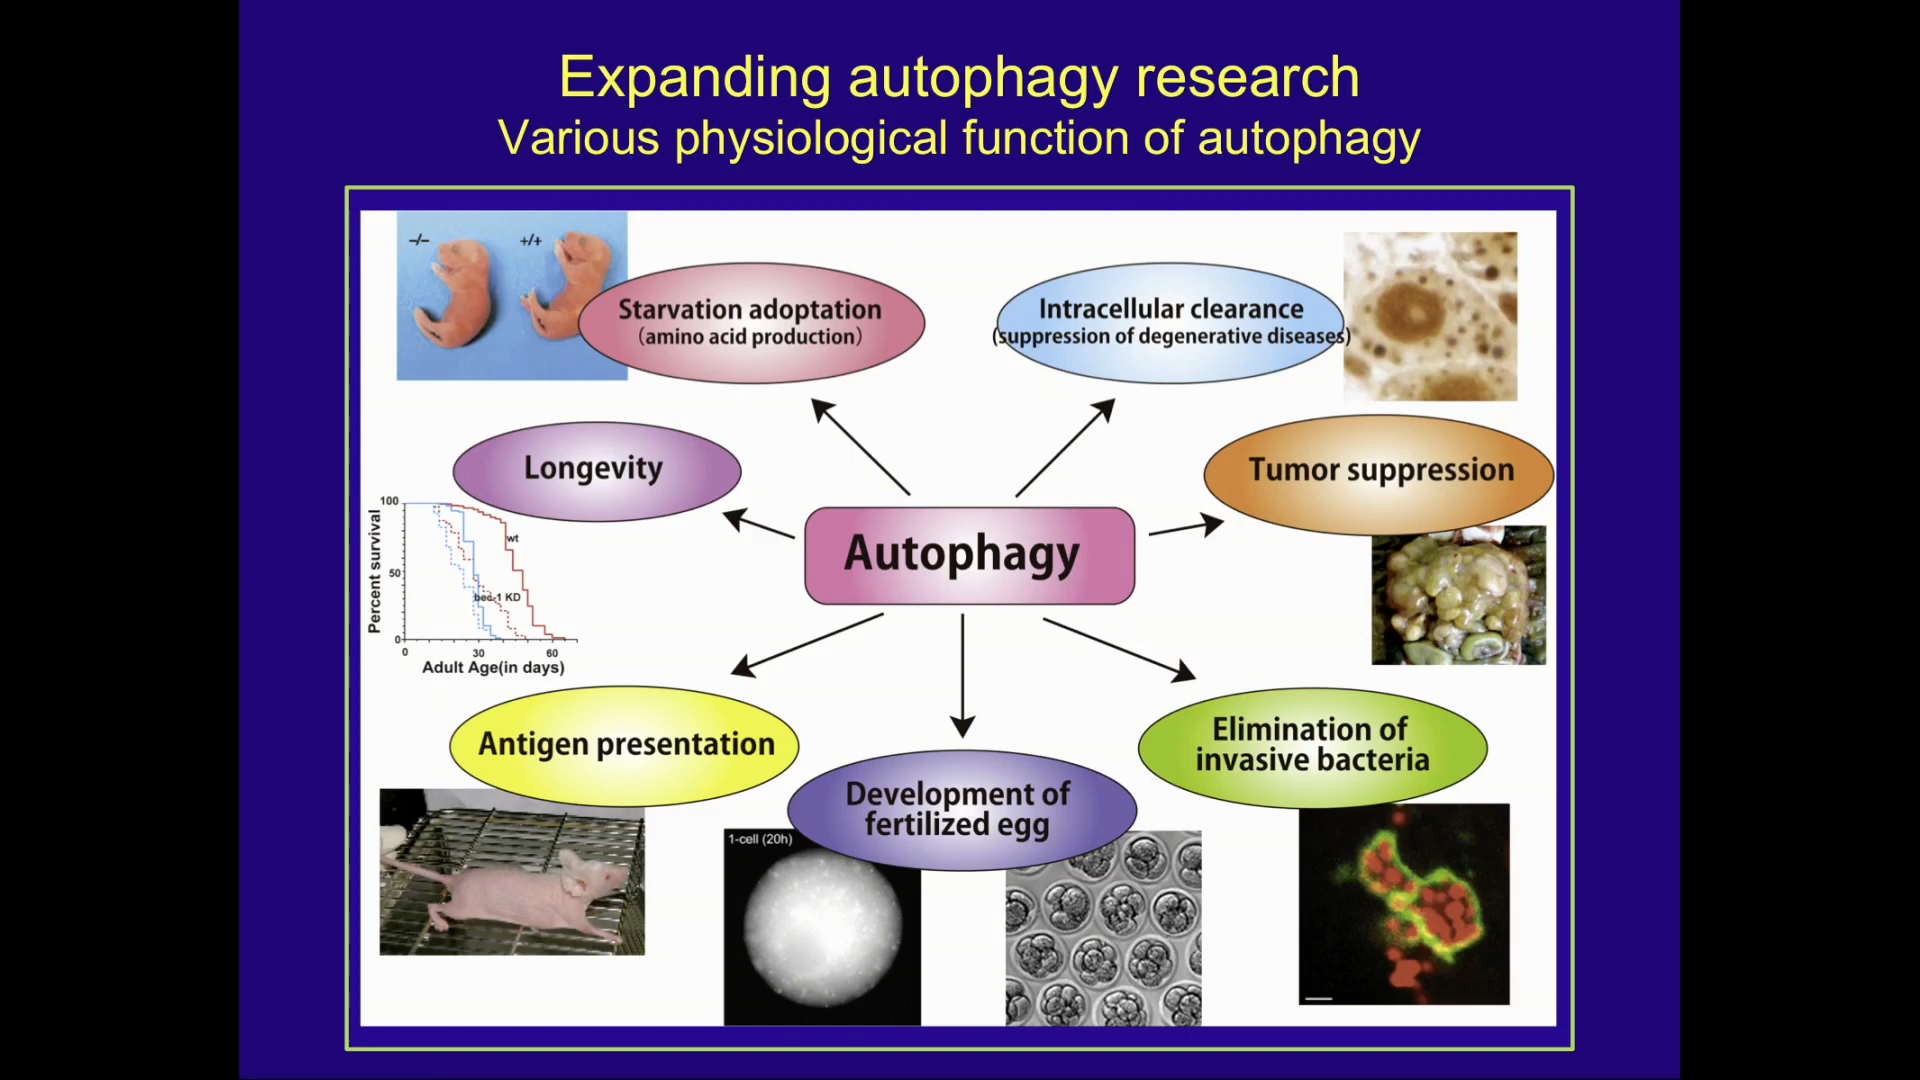 Expanding autophagy research
Various physiological function of autophagy
–/–
+/+
Starvation adoptation
(amino acid production)
Intracellular clearance
(suppression of degenerative diseases)
Longevity
Tumor suppression
100
50
0
Percent survival
wt
bec-1 KD
0
30
60
Adult Age(in days)
Autophagy
Antigen presentation
Development of
fertilized egg
Elimination of
invasive bacteria
1-cell (20h)